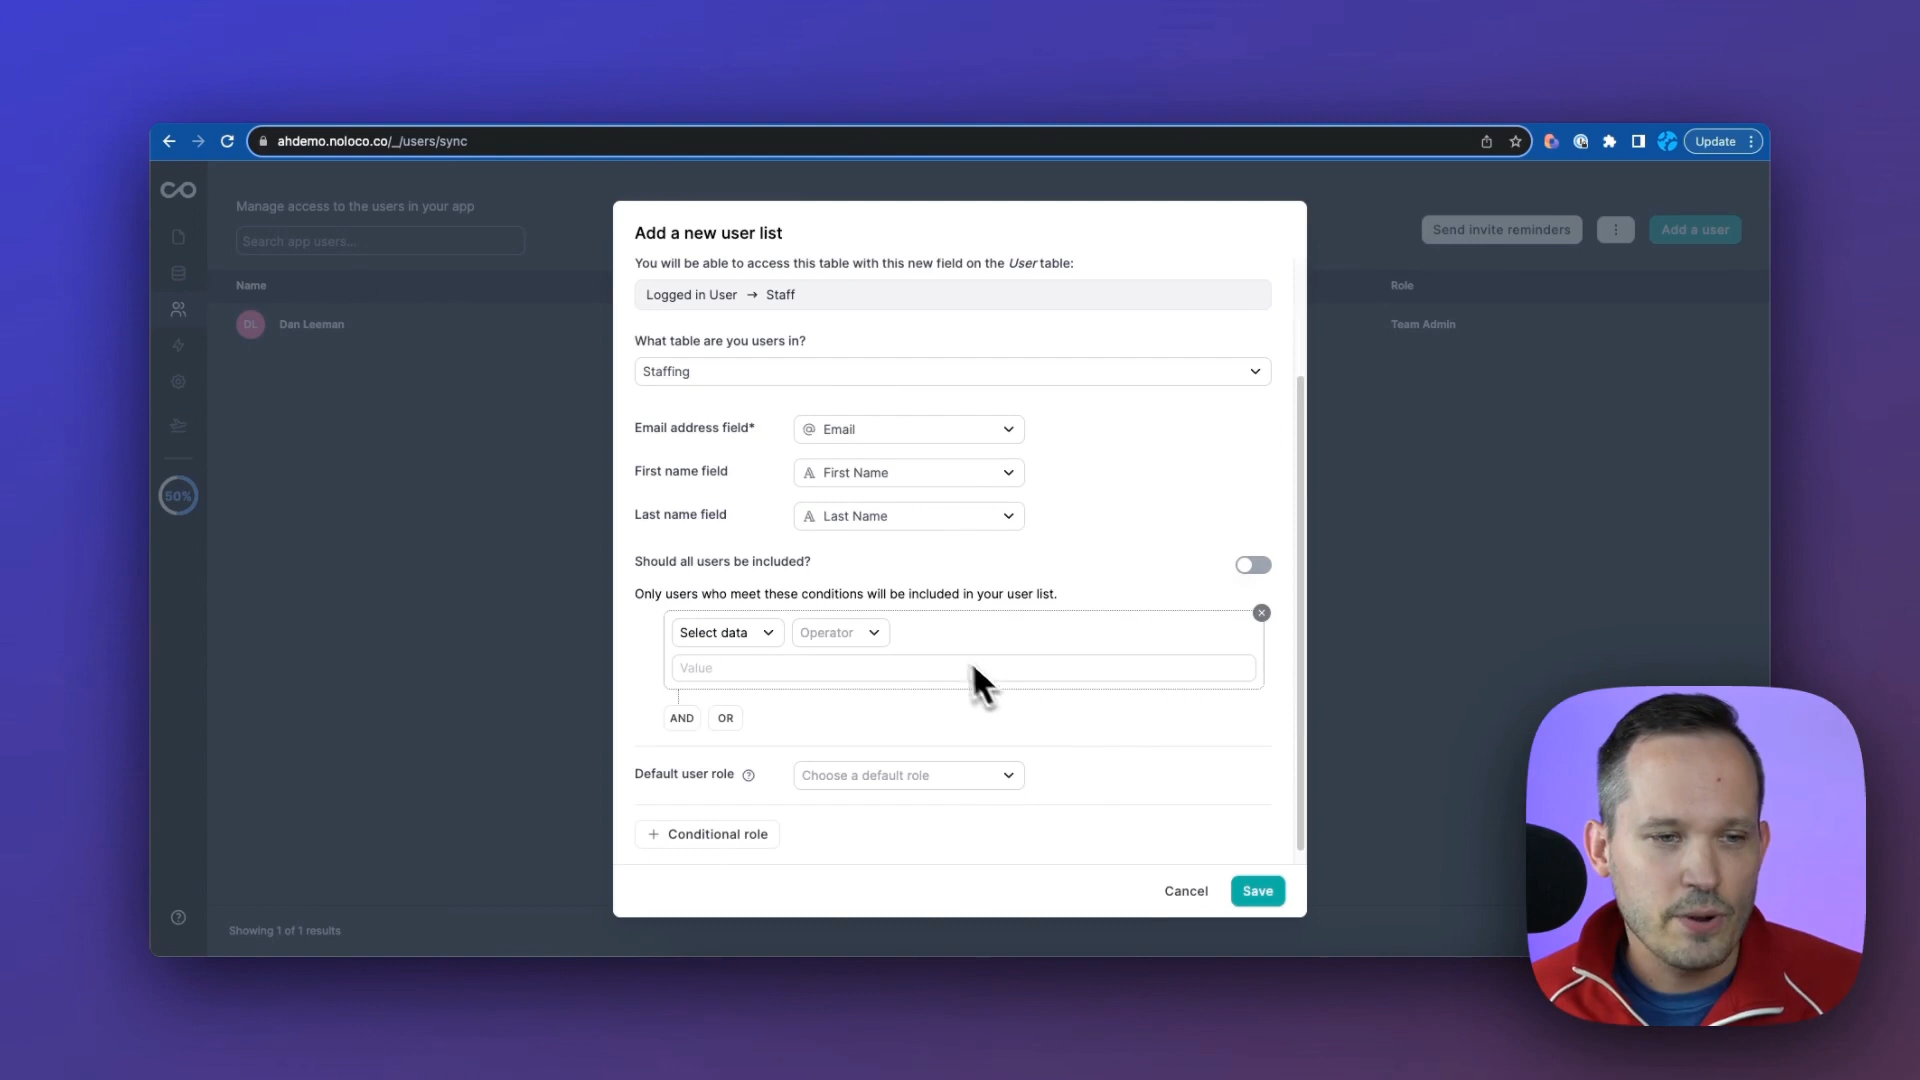 ahdemo.noloco.co/_/users/sync
Update
Manage access to the users in your app
Search app users...
Send invite reminders
Add a user
Name
Role
DL
Dan Leeman
Team Admin
50%
Showing 1 of 1 results
Add a new user list
You will be able to access this table with this new field on the User table:
Logged in User → Staff
What table are you users in?
Staffing
Email address field*
@ Email
First name field
A First Name
Last name field
A Last Name
Should all users be included?
Only users who meet these conditions will be included in your user list.
Select data
Operator
Value
AND
OR
Default user role
Choose a default role
+ Conditional role
Cancel
Save